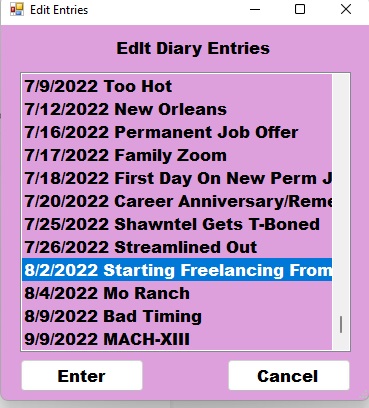 Edit Entries
EdIt Diary Entries
7/9/2022 Too Hot
7/12/2022 New Orleans
7/16/2022 Permanent Job Offer
7/17/2022 Family Zoom
7/18/2022 First Day On New Perm J
7/20/2022 Career Anniversary/Reme
7/25/2022 Shawntel Gets T-Boned
7/26/2022 Streamlined Out
8/2/2022 Starting Freelancing From
8/4/2022 Mo Ranch
8/9/2022 Bad Timing
9/9/2022 MACH-XIII
Enter
Cancel